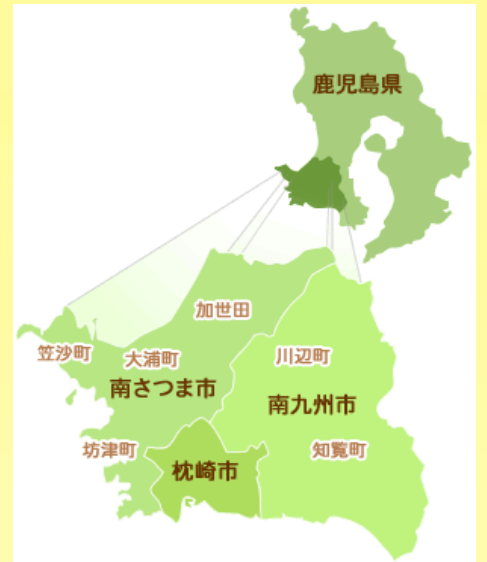 鹿児島県
加世田
笠沙町
大浦町
川辺町
南さつま市
南九州市
坊津町
知覧町
枕崎市